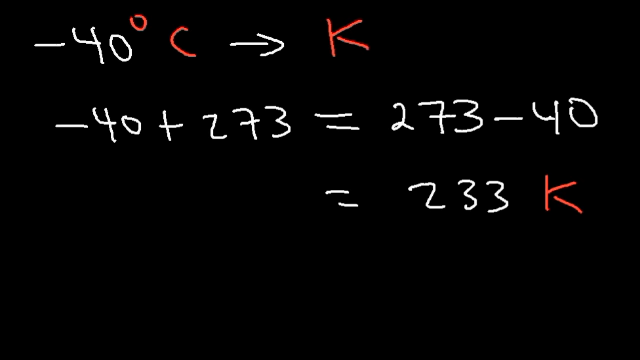 -40° C → K
-40 + 273 = 273 - 40
= 233 K